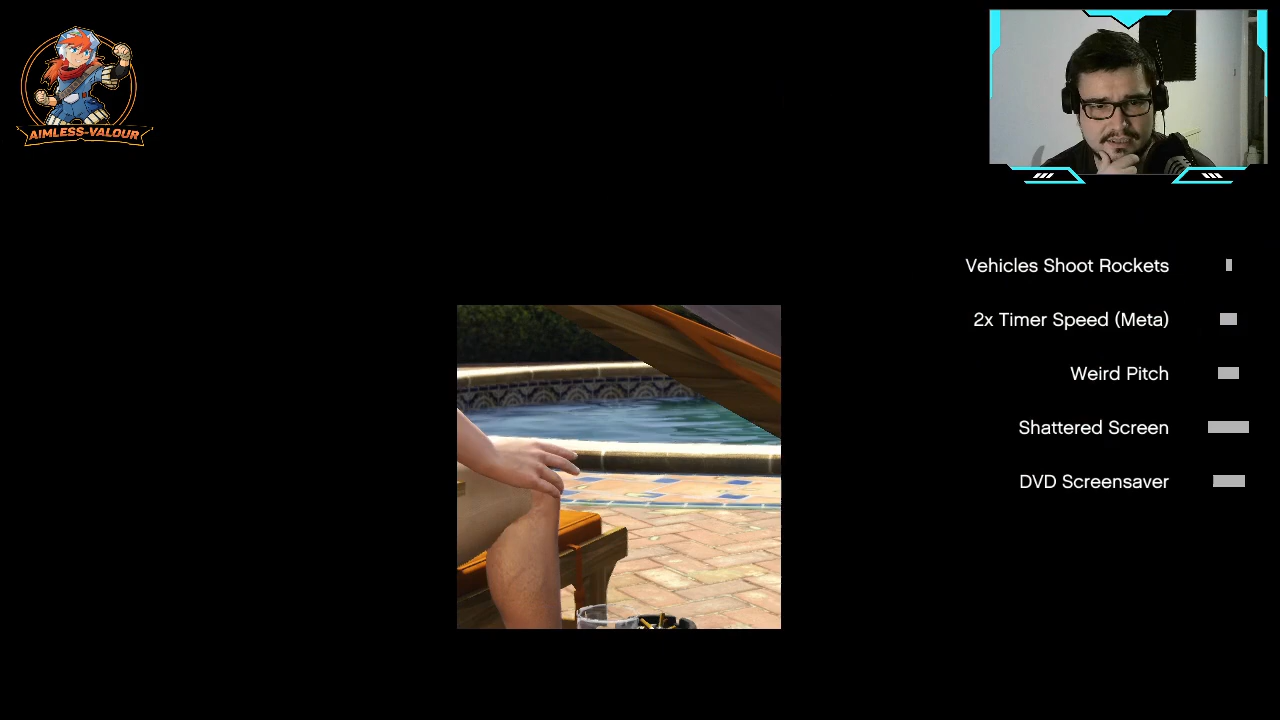 AIMLESS-VALOUR
Vehicles Shoot Rockets
2x Timer Speed (Meta)
Weird Pitch
Shattered Screen
DVD Screensaver